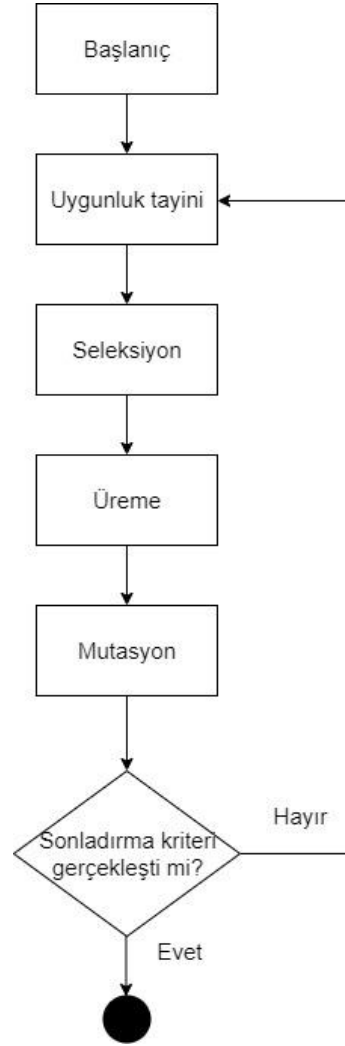 Başlanıç
Uygunluk tayini
Seleksiyon
Üreme
Mutasyon
Sonladırma kriteri
gerçekleşti mi?
Hayır
Evet